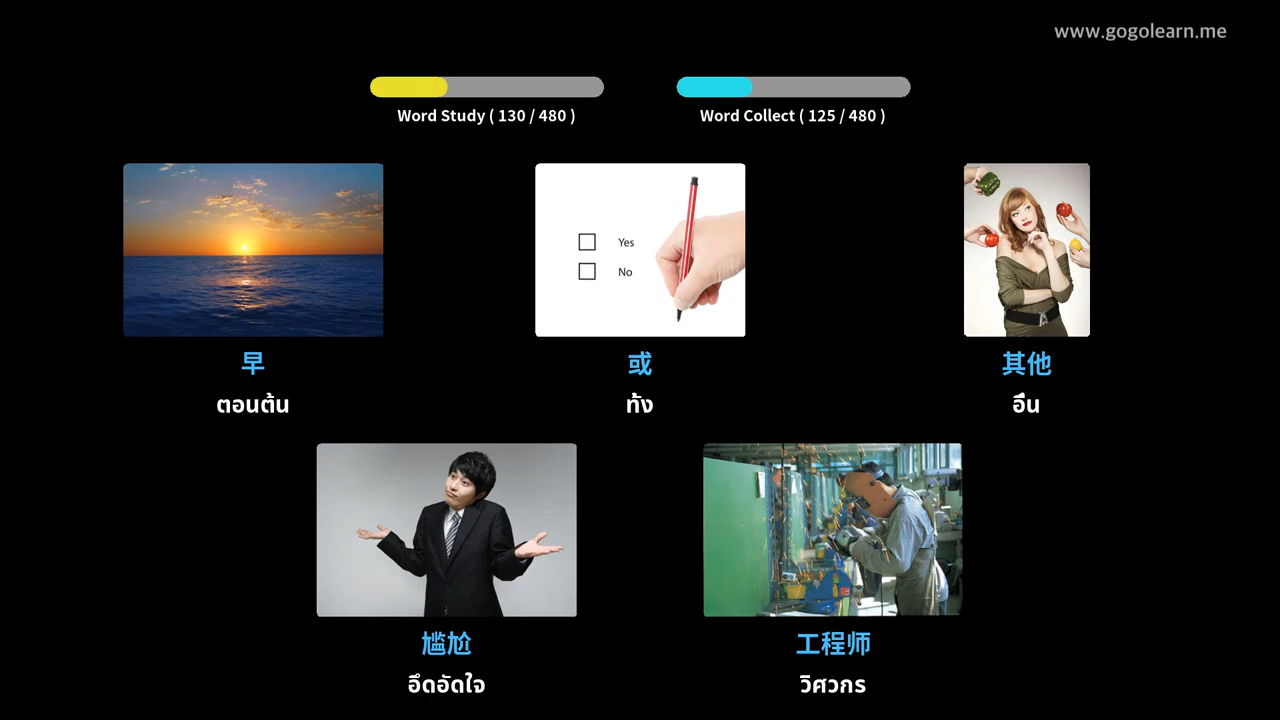 www.gogolearn.me
Word Study ( 130 / 480 )
Word Collect ( 125 / 480 )
Yes
No
早
ตอนต้น
或
ทั้ง
其他
อื่น
尴尬
อึดอัดใจ
工程师
วิศวกร